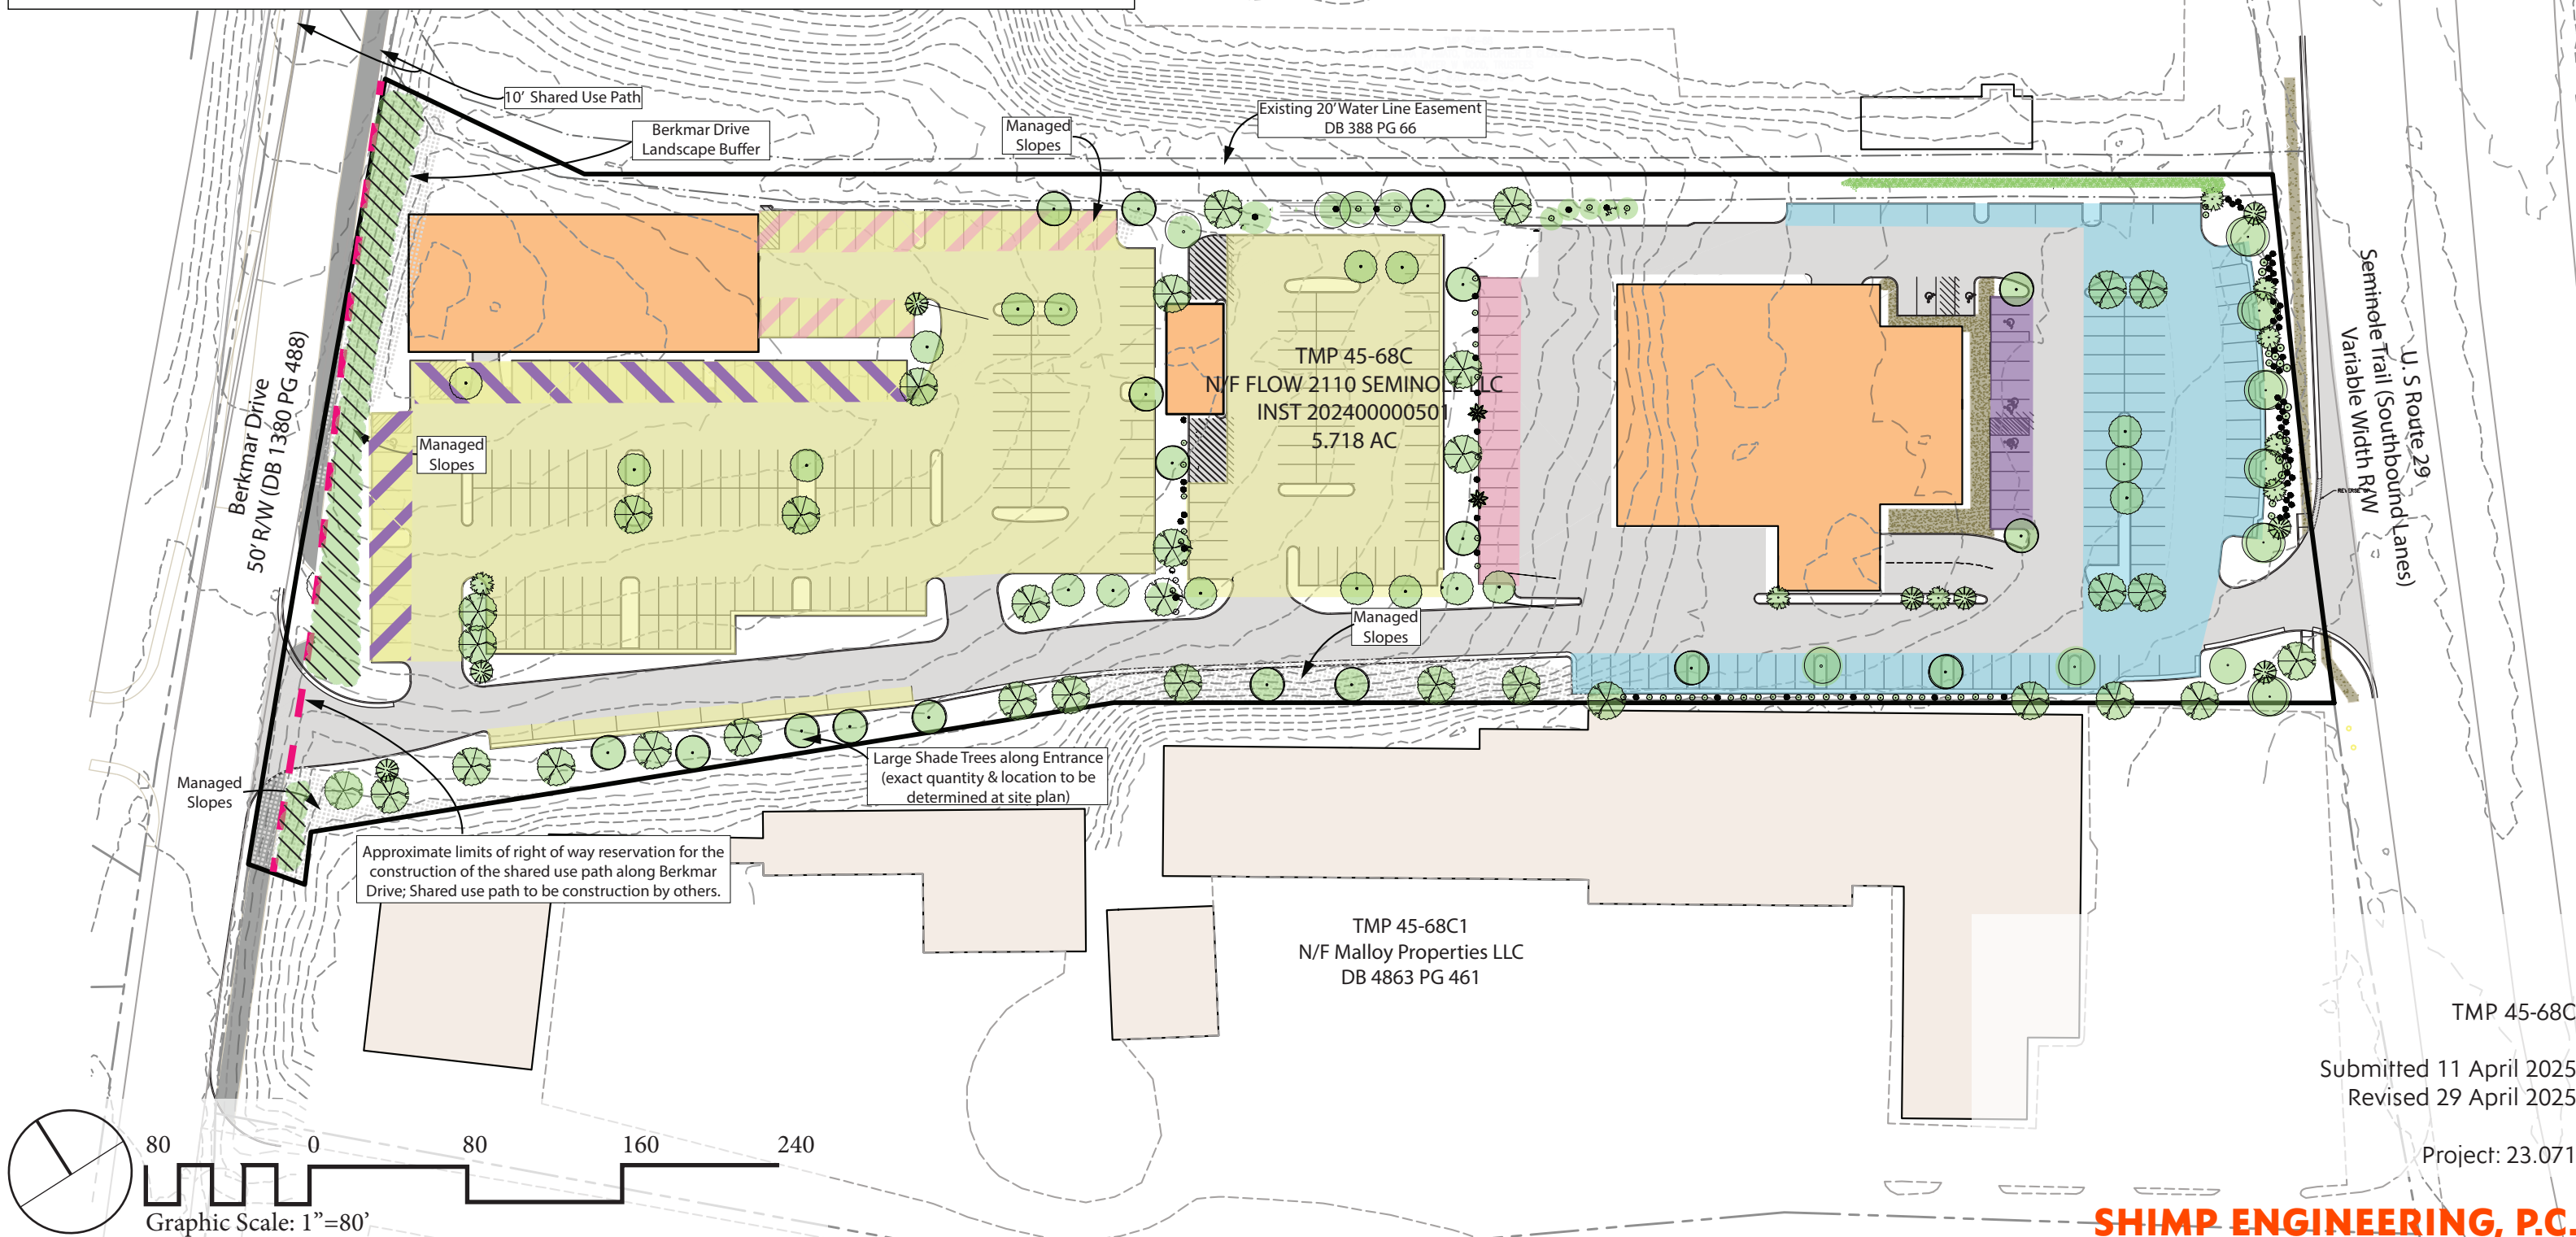 10' Shared Use Path
Berkmar Drive
Landscape Buffer
Managed
Slopes
Existing 20' Water Line Easement
DB 388 PG 66
Berkmar Drive
50' R/W (DB 1380 PG 488)
Managed
Slopes
TMP 45-68C
N/F FLOW 2110 SEMINOLE LLC
INST 202400000501
5.718 AC
U. S Route 29
Seminole Trail (Southbound Lanes)
Variable Width R/W
Managed
Slopes
Managed
Slopes
Large Shade Trees along Entrance
(exact quantity & location to be
determined at site plan)
Approximate limits of right of way reservation for the
construction of the shared use path along Berkmar
Drive; Shared use path to be construction by others.
TMP 45-68C1
N/F Malloy Properties LLC
DB 4863 PG 461
TMP 45-68C
Submitted 11 April 2025
Revised 29 April 2025
Project: 23.071
80 0 80 160 240
Graphic Scale: 1”=80’
SHIMP ENGINEERING, P.C.